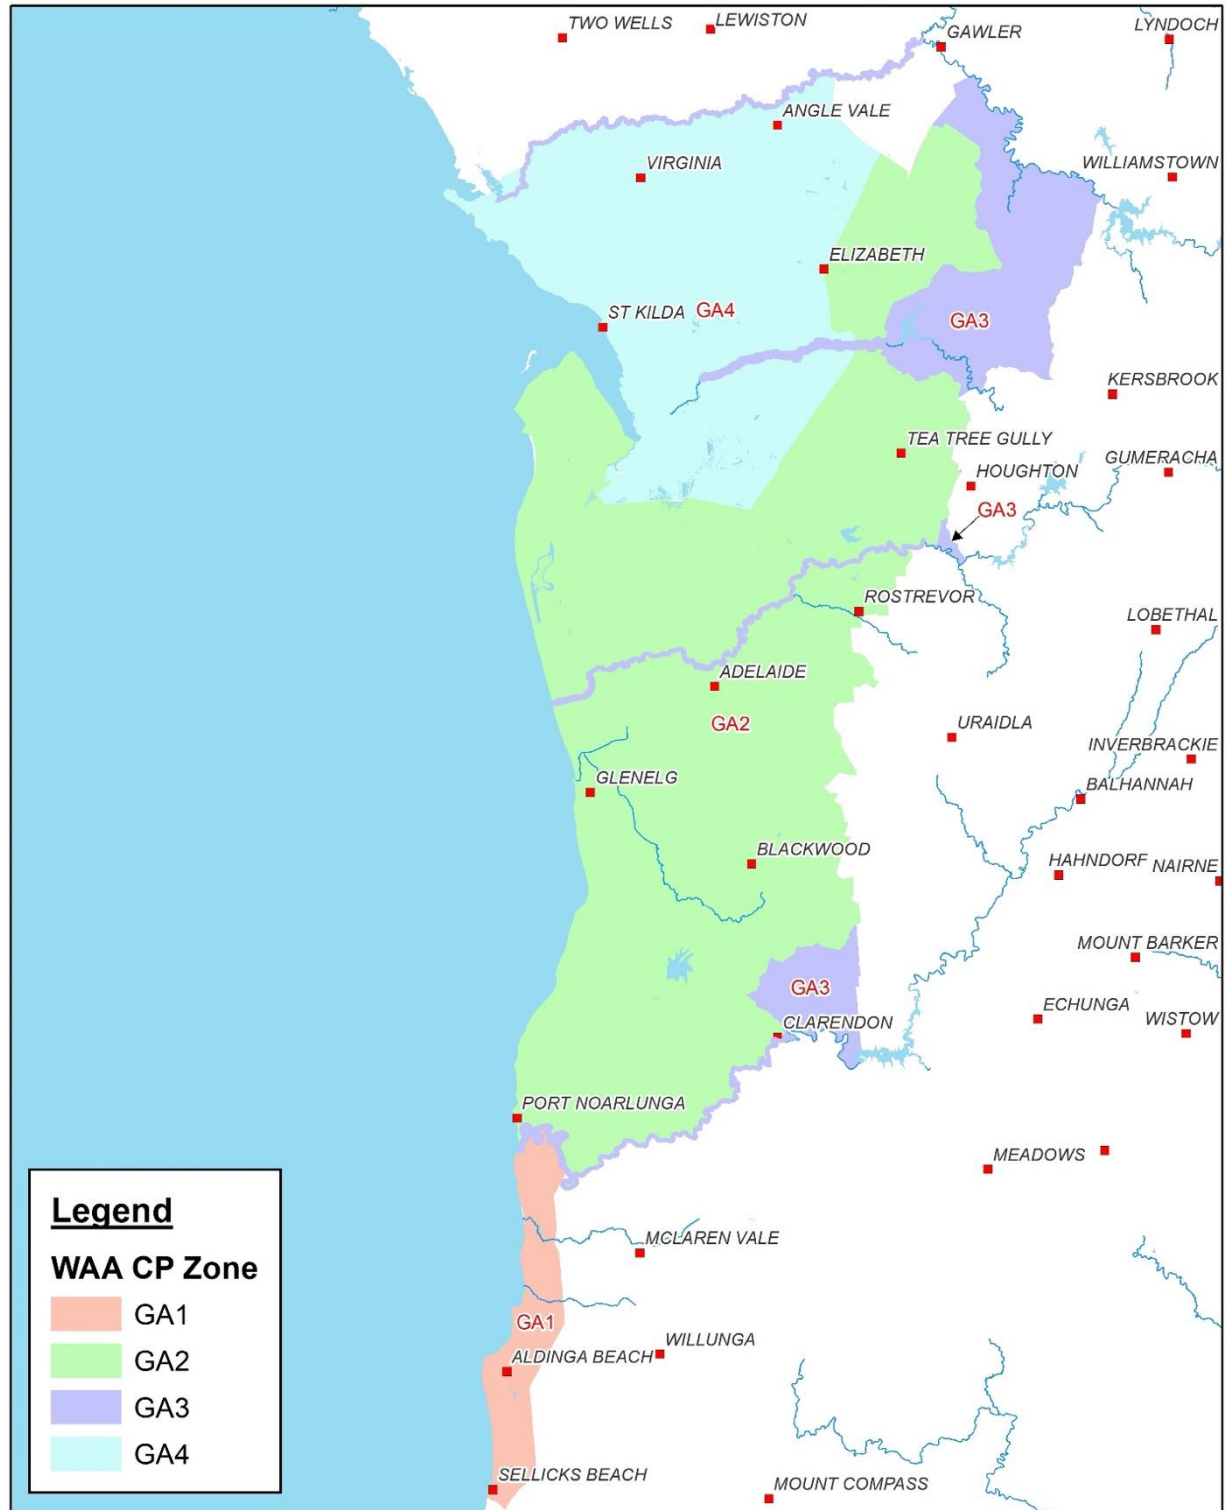 TWO WELLS
LEWISTON
GAWLER
LYNDOCH
ANGLE VALE
VIRGINIA
WILLIAMSTOWN
ELIZABETH
ST KILDA
GA4
GA3
KERSBROOK
TEA TREE GULLY
GUMERACHA
HOUGHTON
GA3
ROSTREVOR
LOBETHAL
ADELAIDE
GA2
URAIDLA
INVERBRACKIE
GLENELG
BALHANNAH
BLACKWOOD
HAHNDORF
NAIRNE
MOUNT BARKER
GA3
ECHUNGA
CLARENDON
WISTOW
PORT NOARLUNGA
MEADOWS
MCLAREN VALE
GA1
WILLUNGA
ALDINGA BEACH
SELLICKS BEACH
MOUNT COMPASS
Legend
WAA CP Zone
GA1
GA2
GA3
GA4